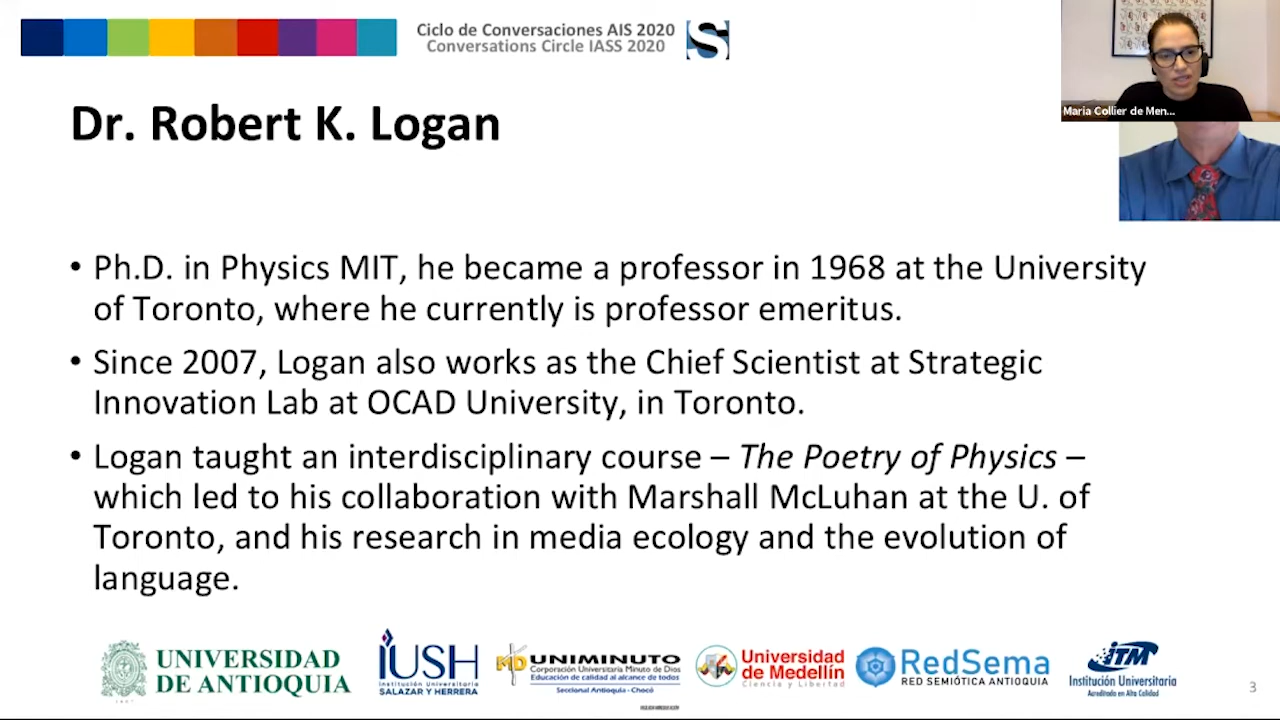 Ciclo de Conversaciones AIS 2020
Conversations Circle IASS 2020
Maria Collier de Men...
Dr. Robert K. Logan
• Ph.D. in Physics MIT, he became a professor in 1968 at the University
of Toronto, where he currently is professor emeritus.
• Since 2007, Logan also works as the Chief Scientist at Strategic
Innovation Lab at OCAD University, in Toronto.
• Logan taught an interdisciplinary course – The Poetry of Physics –
which led to his collaboration with Marshall McLuhan at the U. of
Toronto, and his research in media ecology and the evolution of
language.
UNIVERSIDAD
DE ANTIOQUIA
IUSH
Institución Universitaria
SALAZAR Y HERRERA
MD UNIMINUTO
Corporación Universitaria Minuto de Dios
Educación de calidad al alcance de todos
Seccional Antioquia - Chocó
Universidad
de Medellín
Ciencia y Libertad
RedSema
RED SEMIÓTICA ANTIOQUIA
iTM
Institución Universitaria
Acreditada en Alta Calidad
3